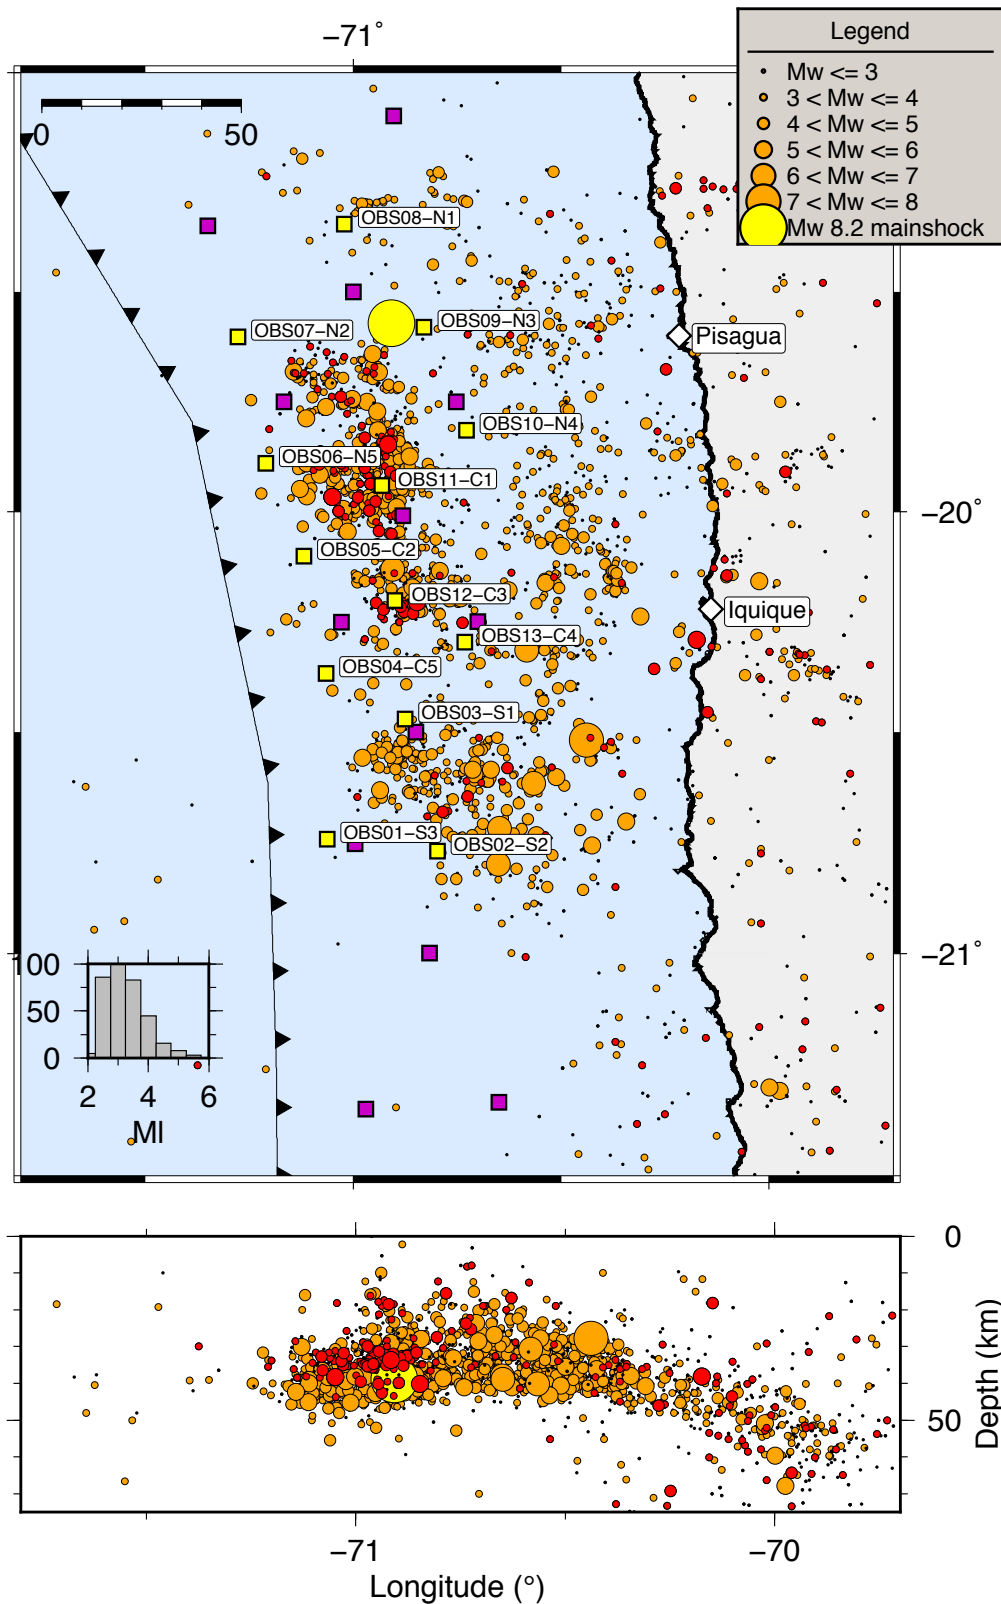 −71°
Legend
Mw <= 3
3 < Mw <= 4
4 < Mw <= 5
5 < Mw <= 6
6 < Mw <= 7
7 < Mw <= 8
Mw 8.2 mainshock
0 50
OBS08−N1
OBS07−N2
OBS09−N3
Pisagua
OBS10−N4
OBS06−N5
OBS11−C1
−20°
OBS05−C2
OBS12−C3
Iquique
OBS13−C4
OBS04−C5
OBS03−S1
OBS01−S3
OBS02−S2
−21°
00
50
0
2 4 6
Ml
0
50
Depth (km)
−71 −70
Longitude (°)